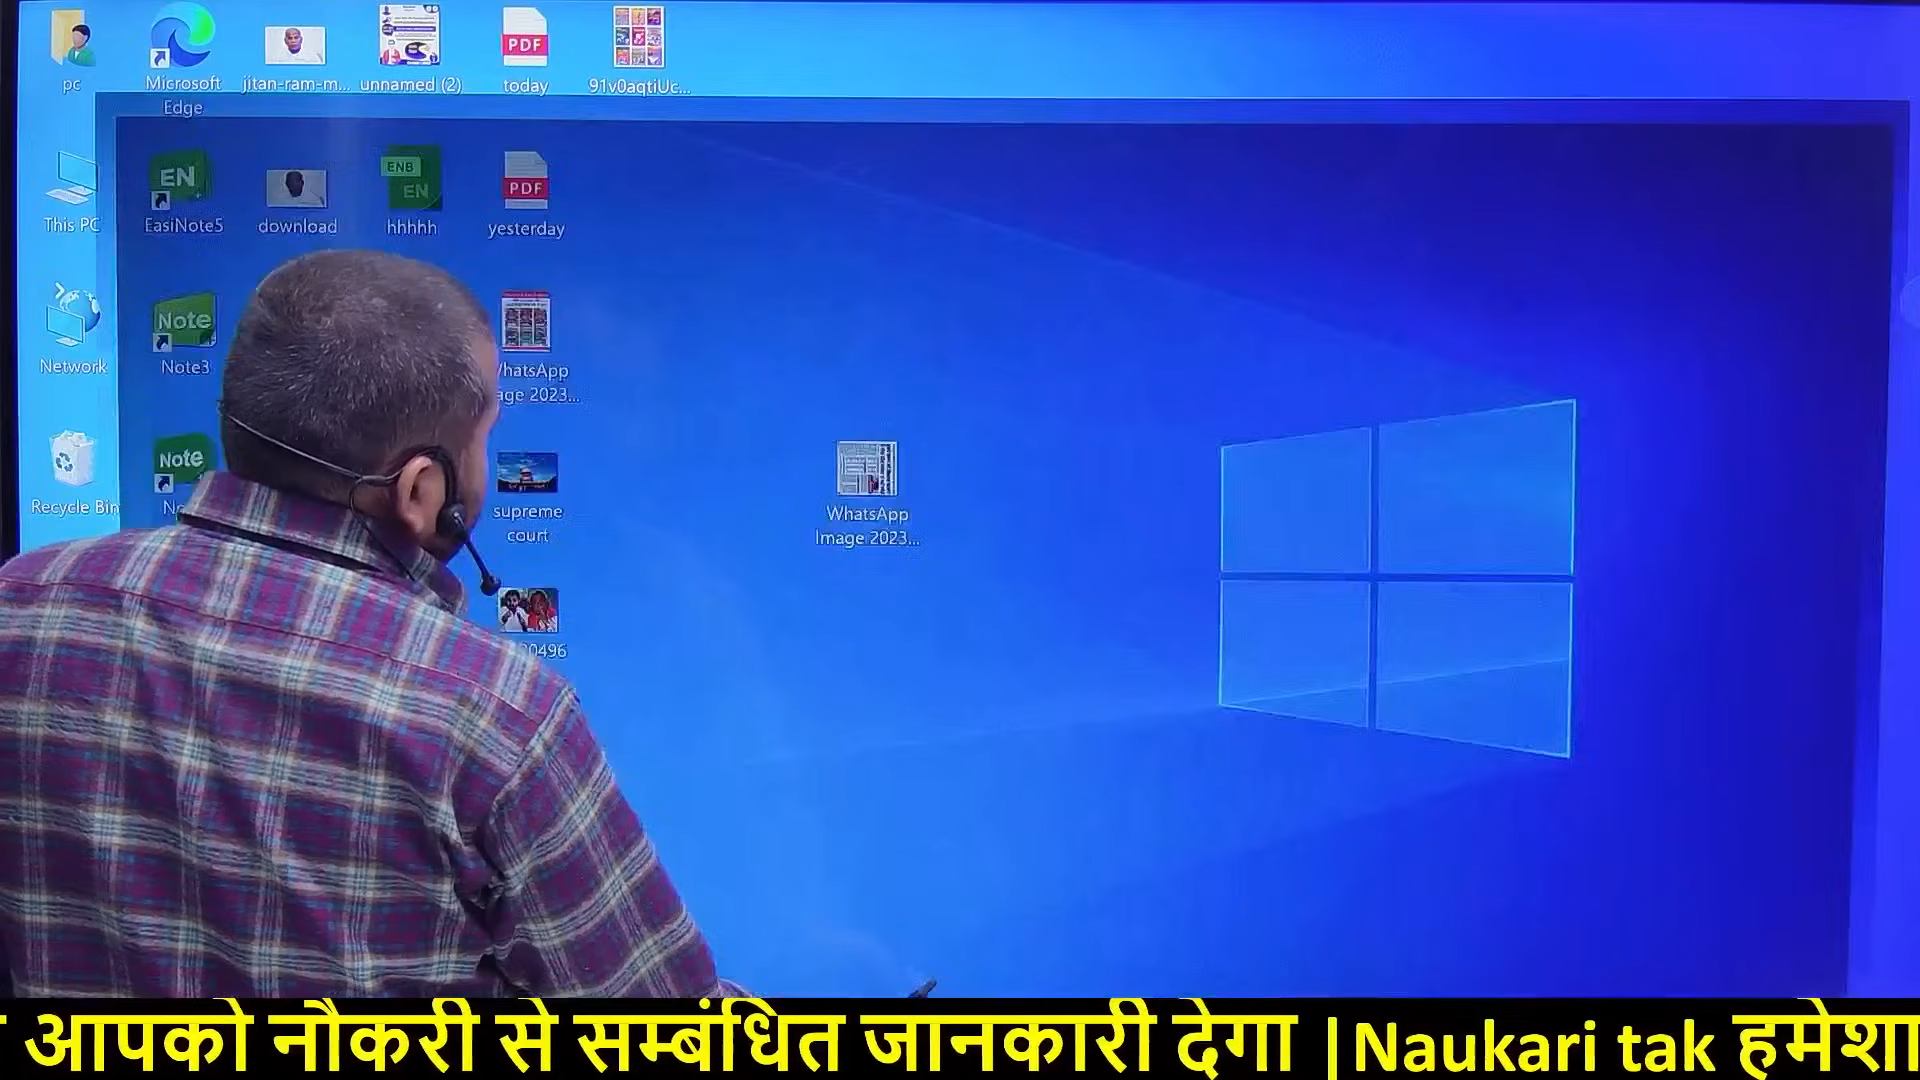 pc
Microsoft
Edge
jitan-ram-m...
unnamed (2)
PDF
today
91v0aqtiUc...
This PC
EN
EasiNote5
download
ENB
EN
hhhhh
PDF
yesterday
Network
Note
Note3
age 2023...
Recycle Bin
Note
supreme
court
WhatsApp
Image 2023...
आपको नौकरी से सम्बंधित जानकारी देगा |Naukari tak हमेशा